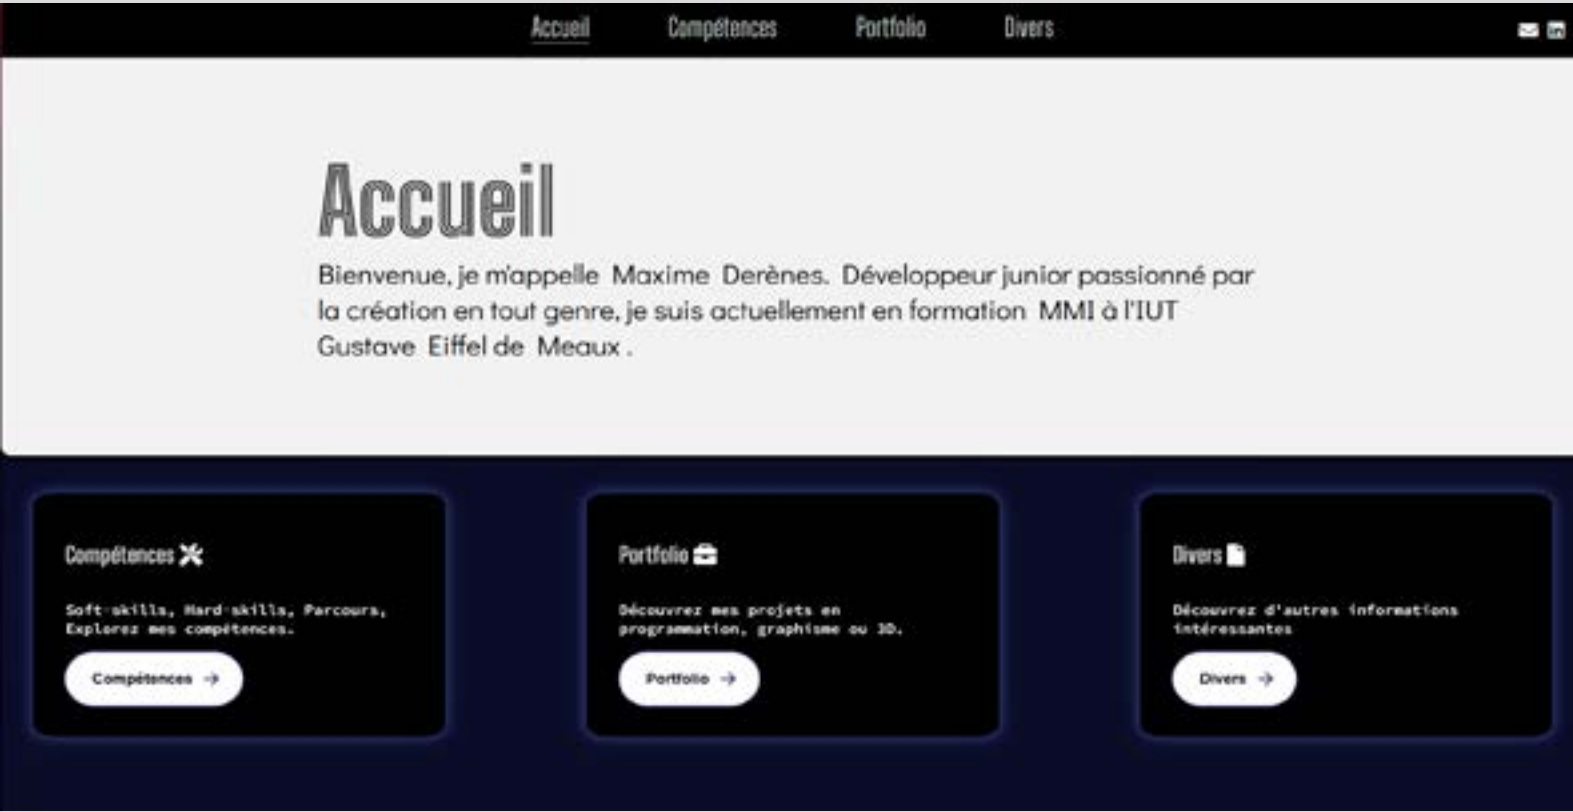 Accueil
Compétences
Portfolio
Divers
Accueil
Bienvenue, je m'appelle Maxime Derènes. Développeur junior passionné par
la création en tout genre, je suis actuellement en formation MMI à l'IUT
Gustave Eiffel de Meaux .
Compétences
Soft-skills, Hard-skills, Parcours,
Explorez mes compétences.
Compétences →
Portfolio
Découvrez mes projets en
programmation, graphisme ou 3D.
Portfolio →
Divers
Découvrez d'autres informations
intéressantes
Divers →